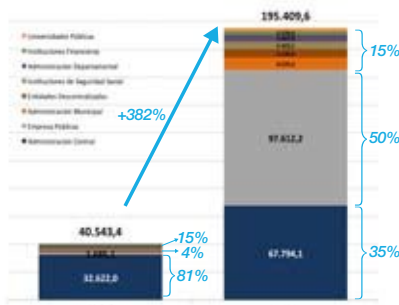 195.409,6
Universidades Públicas
Instituciones Financieras
Administración Departamental
Instituciones de Seguridad Social
Entidades Descentralizadas
Administración Municipal
Empresa Públicas
Administración Central
15%
+382%
97.612,2
50%
40.543,4
15%
4%
32.622,0
81%
67.794,1
35%